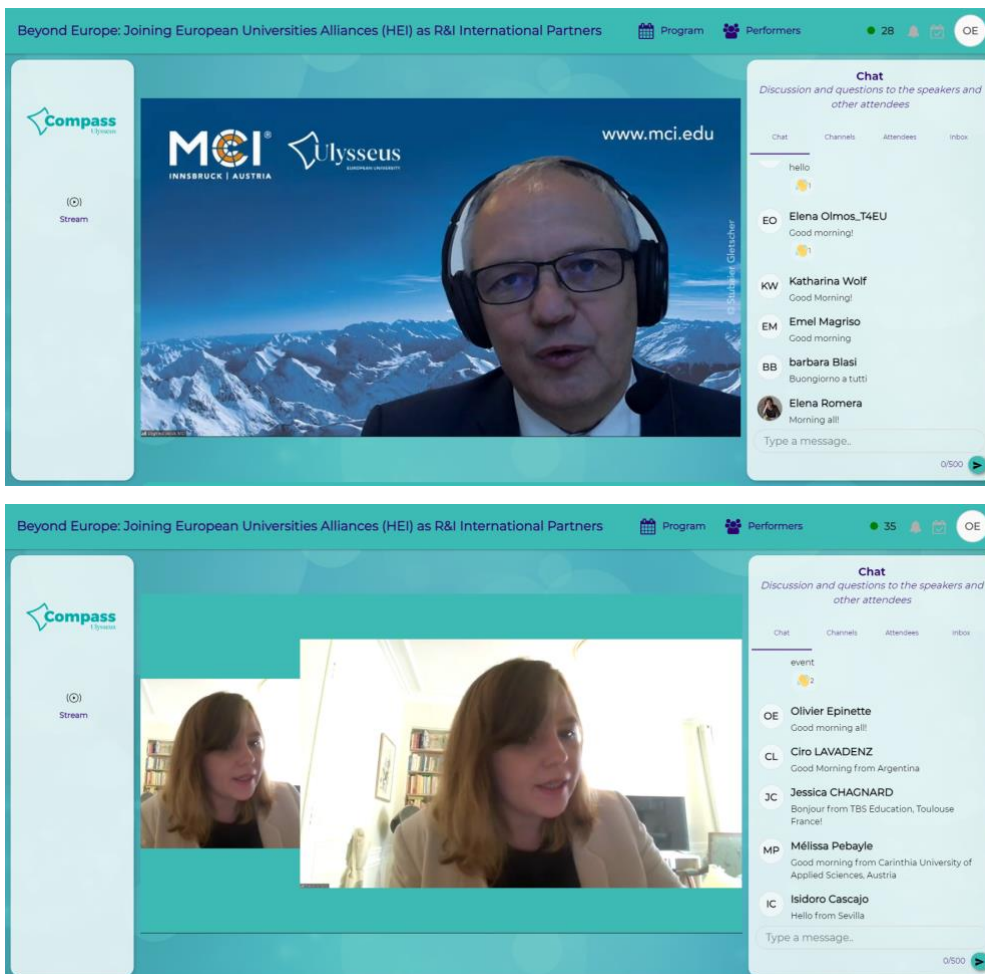 Beyond Europe: Joining European Universities Alliances (HEI) as R&I International Partners
Program
Performers
28
OE
Compass
Ulysseus
Stream
MCI®
INNSBRUCK | AUSTRIA
Ulysseus
EUROPEAN UNIVERSITY
www.mci.edu
© Stubaier Gletscher
Chat
Discussion and questions to the speakers and
other attendees
Chat
Channels
Attendees
Inbox
hello
1
EO
Elena Olmos_T4EU
Good morning!
1
KW
Katharina Wolf
Good Morning!
EM
Emel Magriso
Good morning
BB
barbara Blasi
Buongiorno a tutti
Elena Romera
Morning all!
Type a message..
0/500
Beyond Europe: Joining European Universities Alliances (HEI) as R&I International Partners
Program
Performers
35
OE
Compass
Ulysseus
Stream
Chat
Discussion and questions to the speakers and
other attendees
Chat
Channels
Attendees
Inbox
event
2
OE
Olivier Epinette
Good morning all!
CL
Ciro LAVADENZ
Good Morning from Argentina
JC
Jessica CHAGNARD
Bonjour from TBS Education, Toulouse
France!
MP
Mélissa Pebayle
Good morning from Carinthia University of
Applied Sciences, Austria
IC
Isidoro Cascajo
Hello from Sevilla
Type a message..
0/500